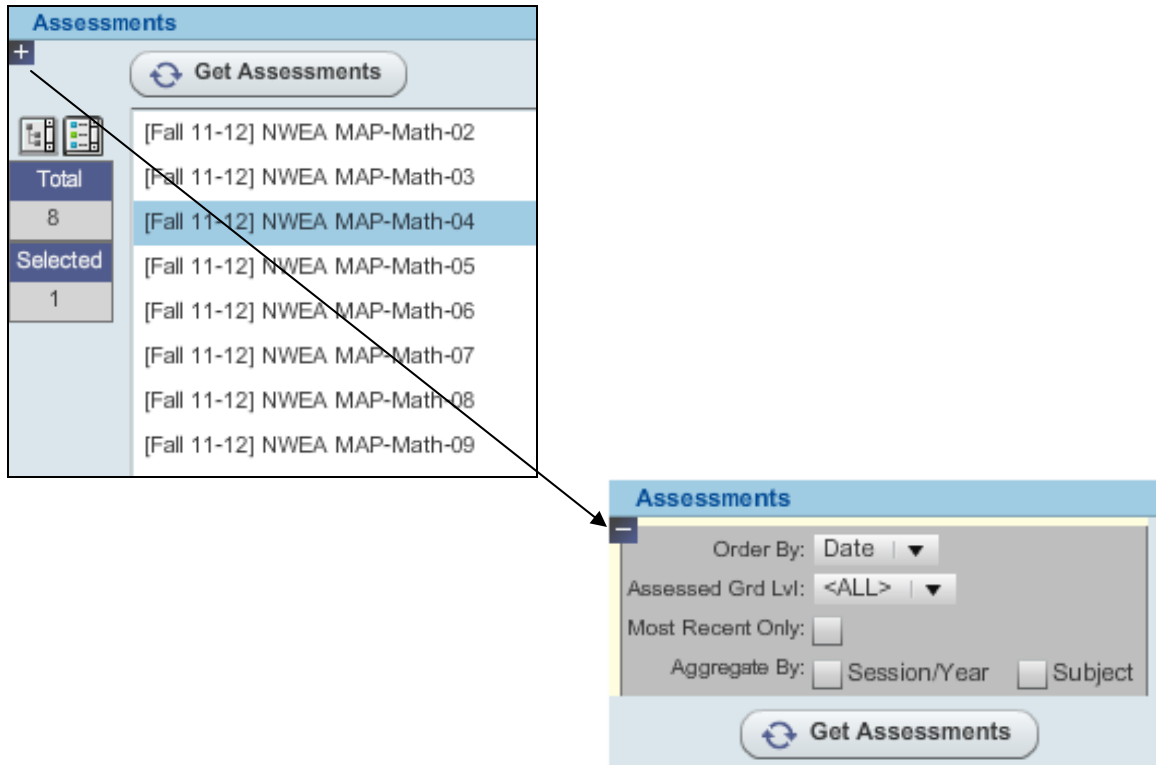 Assessments
+
Get Assessments
[Fall 11-12] NWEA MAP-Math-02
[Fall 11-12] NWEA MAP-Math-03
Total
8
[Fall 11-12] NWEA MAP-Math-04
Selected
[Fall 11-12] NWEA MAP-Math-05
1
[Fall 11-12] NWEA MAP-Math-06
[Fall 11-12] NWEA MAP-Math-07
[Fall 11-12] NWEA MAP-Math-08
[Fall 11-12] NWEA MAP-Math-09
Assessments
−
Order By: Date
Assessed Grd Lvl: <ALL>
Most Recent Only:
Aggregate By: Session/Year Subject
Get Assessments